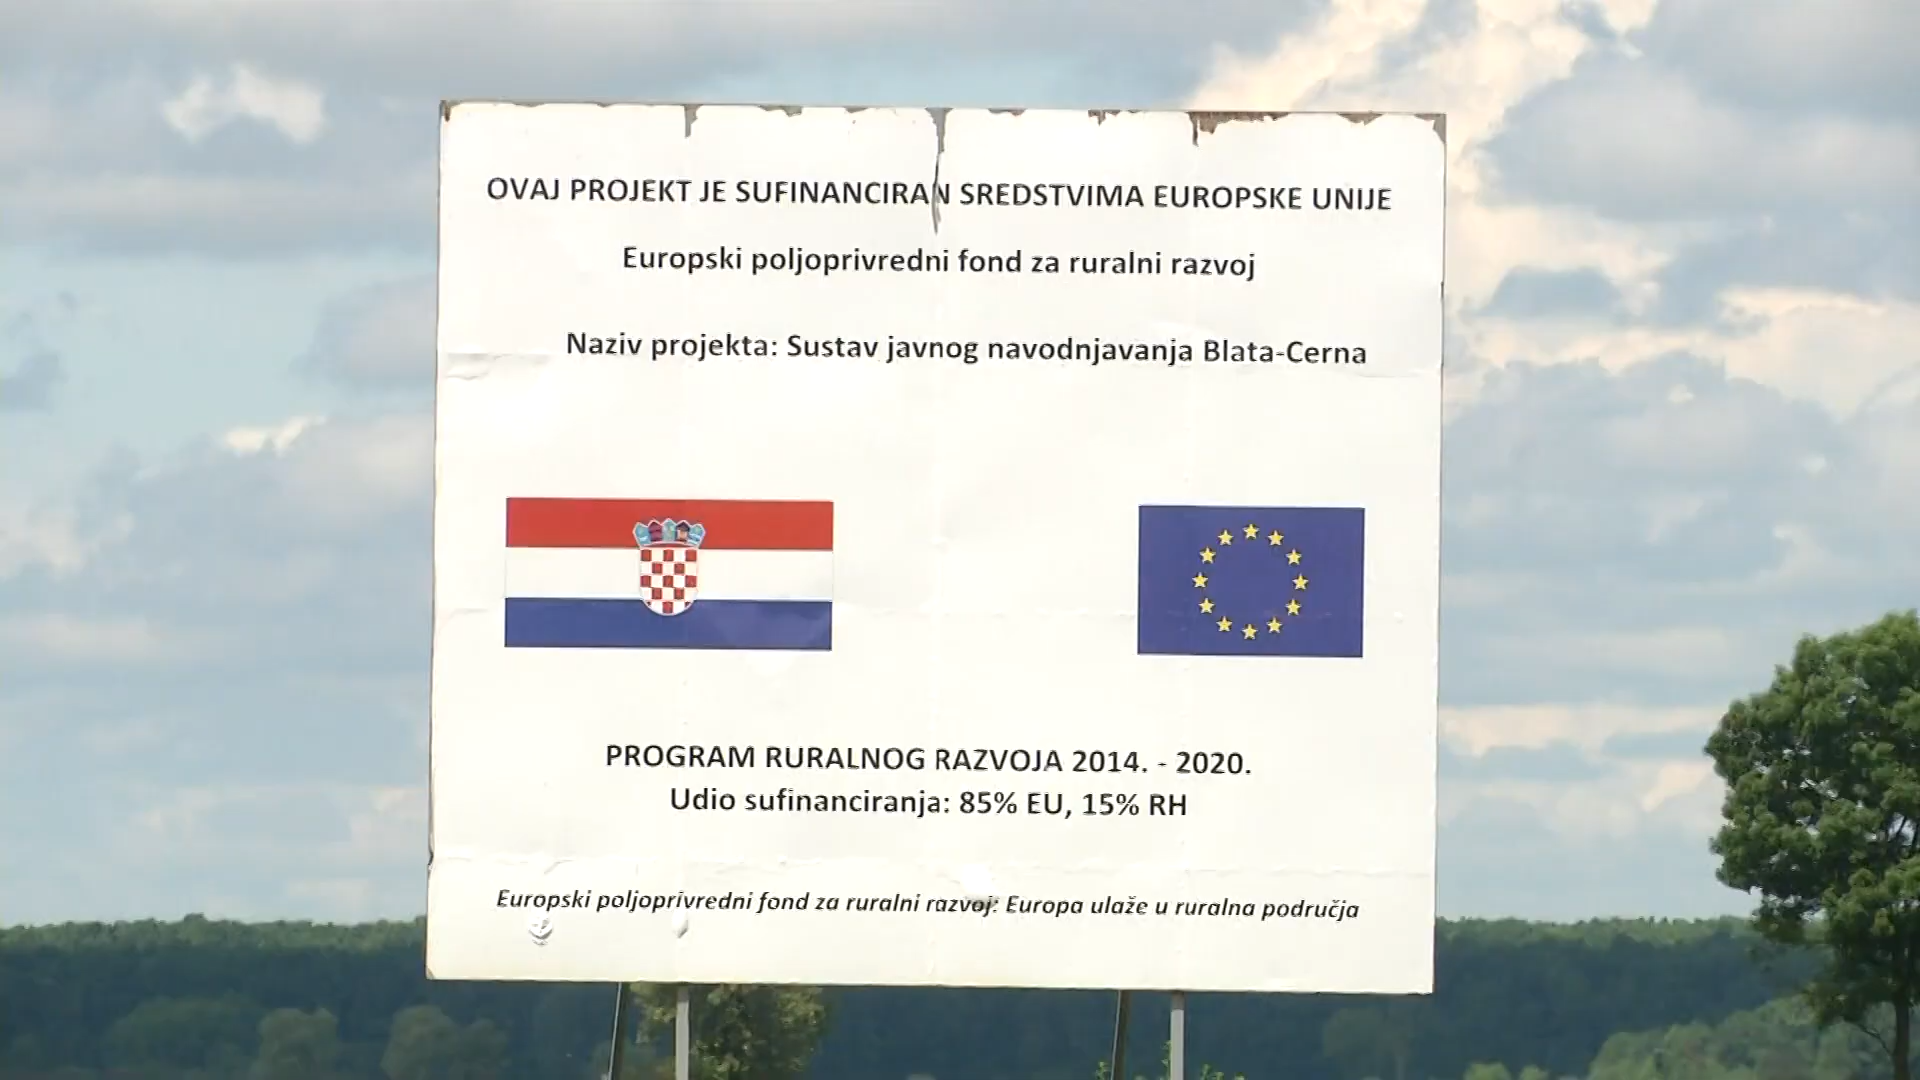 OVAJ PROJEKT JE SUFINANCIRAN SREDSTVIMA EUROPSKE UNIJE
Europski poljoprivredni fond za ruralni razvoj
Naziv projekta: Sustav javnog navodnjavanja Blata-Cerna
PROGRAM RURALNOG RAZVOJA 2014. - 2020.
Udio sufinanciranja: 85% EU, 15% RH
Europski poljoprivredni fond za ruralni razvoj: Europa ulaže u ruralna područja